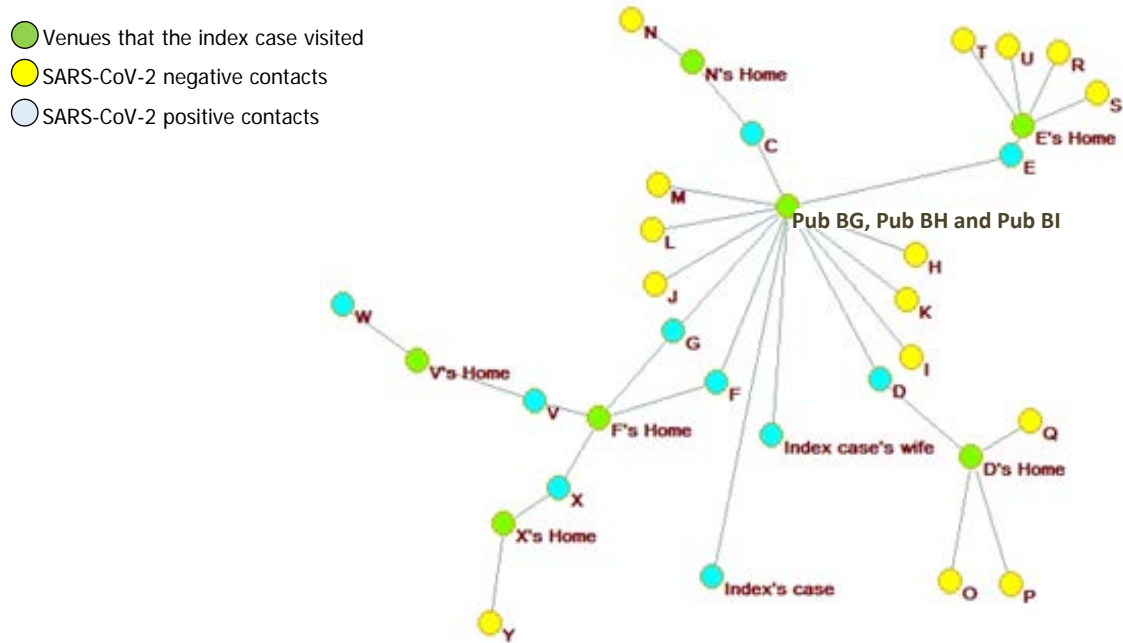 Venues that the index case visited
SARS-CoV-2 negative contacts
SARS-CoV-2 positive contacts
N
N's Home
C
T
U
R
S
E's Home
E
M
Pub BG, Pub BH and Pub BI
L
H
J
K
W
G
I
V's Home
F
D
V
F's Home
Q
Index case's wife
D's Home
X
X's Home
Index's case
O
P
Y